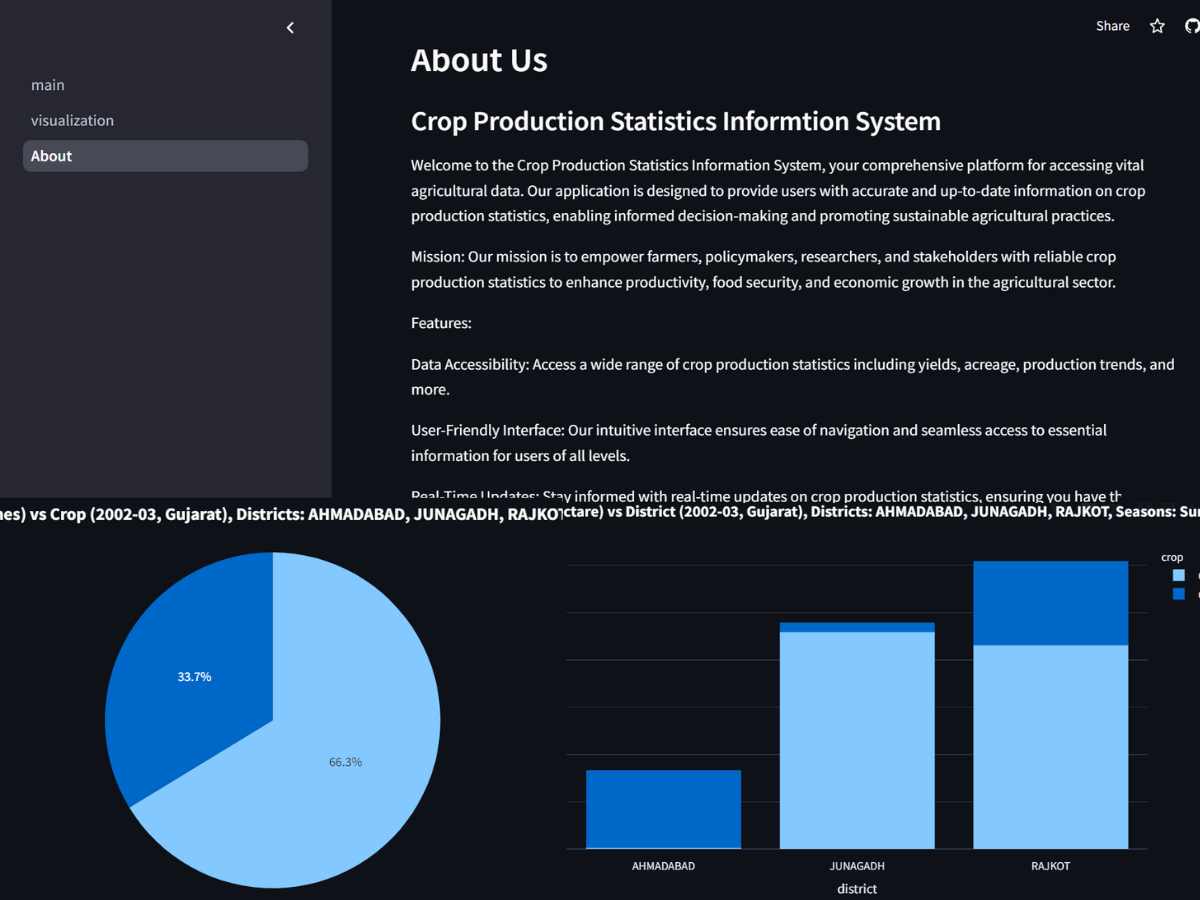 Share
main
visualization
About
About Us
Crop Production Statistics Informtion System
Welcome to the Crop Production Statistics Information System, your comprehensive platform for accessing vital
agricultural data. Our application is designed to provide users with accurate and up-to-date information on crop
production statistics, enabling informed decision-making and promoting sustainable agricultural practices.
Mission: Our mission is to empower farmers, policymakers, researchers, and stakeholders with reliable crop
production statistics to enhance productivity, food security, and economic growth in the agricultural sector.
Features:
Data Accessibility: Access a wide range of crop production statistics including yields, acreage, production trends, and
more.
User-Friendly Interface: Our intuitive interface ensures ease of navigation and seamless access to essential
information for users of all levels.
Real-Time Updates: Stay informed with real-time updates on crop production statistics, ensuring you have th
nes) vs Crop (2002-03, Gujarat), Districts: AHMADABAD, JUNAGADH, RAJKOT
33.7%
66.3%
ctare) vs District (2002-03, Gujarat), Districts: AHMADABAD, JUNAGADH, RAJKOT, Seasons: Su
crop
AHMADABAD
JUNAGADH
RAJKOT
district